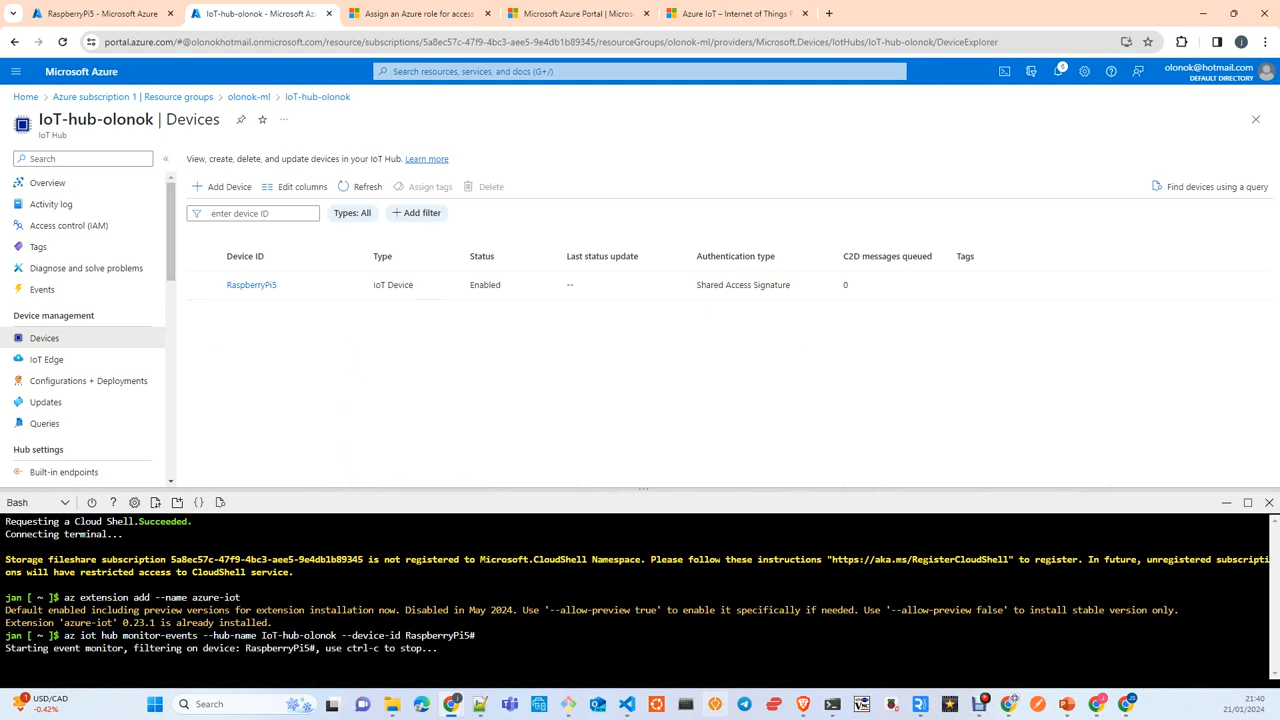 RaspberryPi5 - Microsoft Azure
IoT-hub-olonok - Microsoft Az
Assign an Azure role for access
Microsoft Azure Portal | Micros
Azure IoT – Internet of Things P
portal.azure.com/#@olonokhotmail.onmicrosoft.com/resource/subscriptions/5a8ec57c-47f9-4bc3-aee5-9e4db1b89345/resourceGroups/olonok-ml/providers/Microsoft.Devices/IotHubs/IoT-hub-olonok/DeviceExplorer
Microsoft Azure
Search resources, services, and docs (G+/)
6
olonok@hotmail.com
DEFAULT DIRECTORY
Home > Azure subscription 1 | Resource groups > olonok-ml > IoT-hub-olonok >
IoT-hub-olonok | Devices
IoT Hub
Search
Overview
Activity log
Access control (IAM)
Tags
Diagnose and solve problems
Events
Device management
Devices
IoT Edge
Configurations + Deployments
Updates
Queries
Hub settings
Built-in endpoints
View, create, delete, and update devices in your IoT Hub. Learn more
Add Device
Edit columns
Refresh
Assign tags
Delete
Find devices using a query
enter device ID
Types: All
Add filter
Device ID Type Status Last status update Authentication type C2D messages queued Tags
RaspberryPi5 IoT Device Enabled -- Shared Access Signature 0
Bash
Requesting a Cloud Shell.Succeeded.
Connecting terminal...
Storage fileshare subscription 5a8ec57c-47f9-4bc3-aee5-9e4db1b89345 is not registered to Microsoft.CloudShell Namespace. Please follow these instructions "https://aka.ms/RegisterCloudShell" to register. In future, unregistered subscripti
ons will have restricted access to CloudShell service.
jan [ ~ ]$ az extension add --name azure-iot
Default enabled including preview versions for extension installation now. Disabled in May 2024. Use '--allow-preview true' to enable it specifically if needed. Use '--allow-preview false' to install stable version only.
Extension 'azure-iot' 0.23.1 is already installed.
jan [ ~ ]$ az iot hub monitor-events --hub-name IoT-hub-olonok --device-id RaspberryPi5#
Starting event monitor, filtering on device: RaspberryPi5#, use ctrl-c to stop...
1
USD/CAD
-0.42%
Search
21:40
21/01/2024